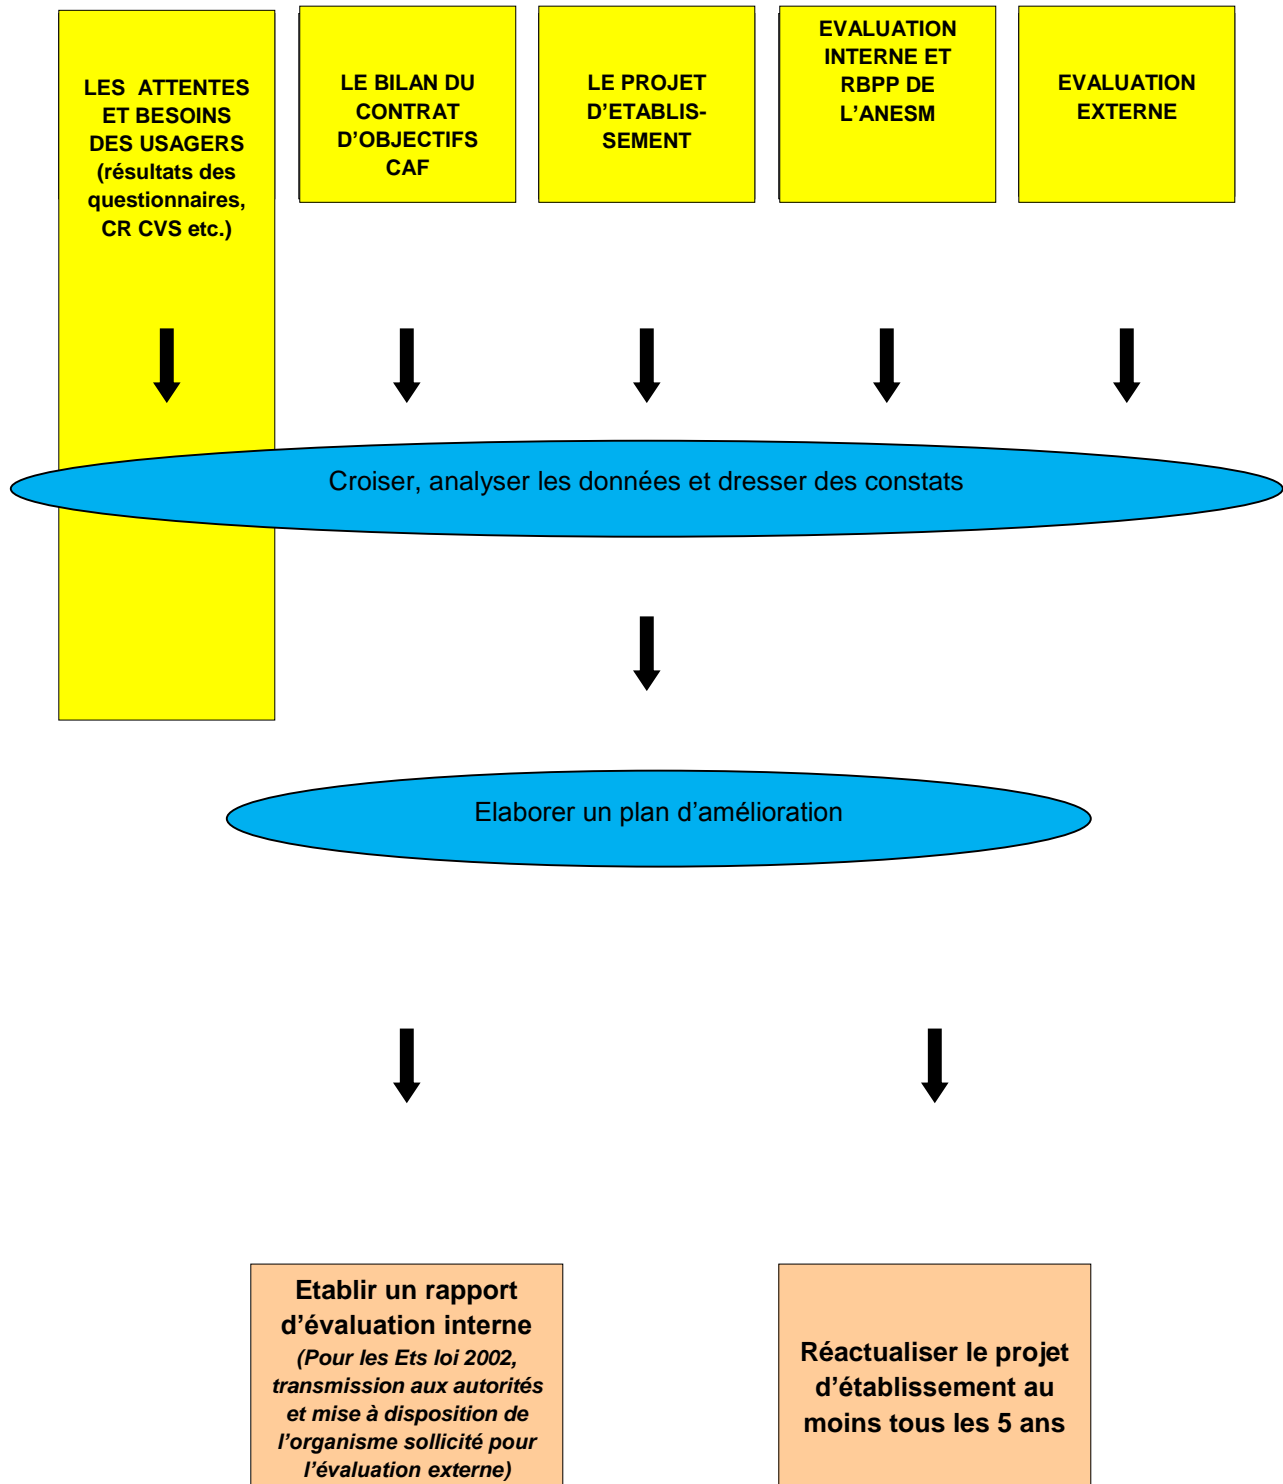 LES ATTENTES
ET BESOINS
DES USAGERS
(résultats des
questionnaires,
CR CVS etc.)
LE BILAN DU
CONTRAT
D’OBJECTIFS
CAF
LE PROJET
D’ETABLIS-
SEMENT
EVALUATION
INTERNE ET
RBPP DE
L’ANESM
EVALUATION
EXTERNE
Croiser, analyser les données et dresser des constats
Elaborer un plan d’amélioration
Etablir un rapport
d’évaluation interne
(Pour les Ets loi 2002,
transmission aux autorités
et mise à disposition de
l’organisme sollicité pour
l’évaluation externe)
Réactualiser le projet
d’établissement au
moins tous les 5 ans